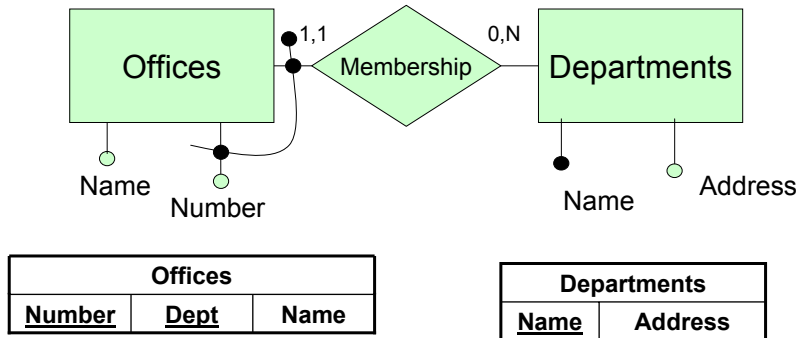 1,1
0,N
Offices
Membership
Departments
Name
Number
Name
Address
Offices
Number Dept Name
Departments
Name Address